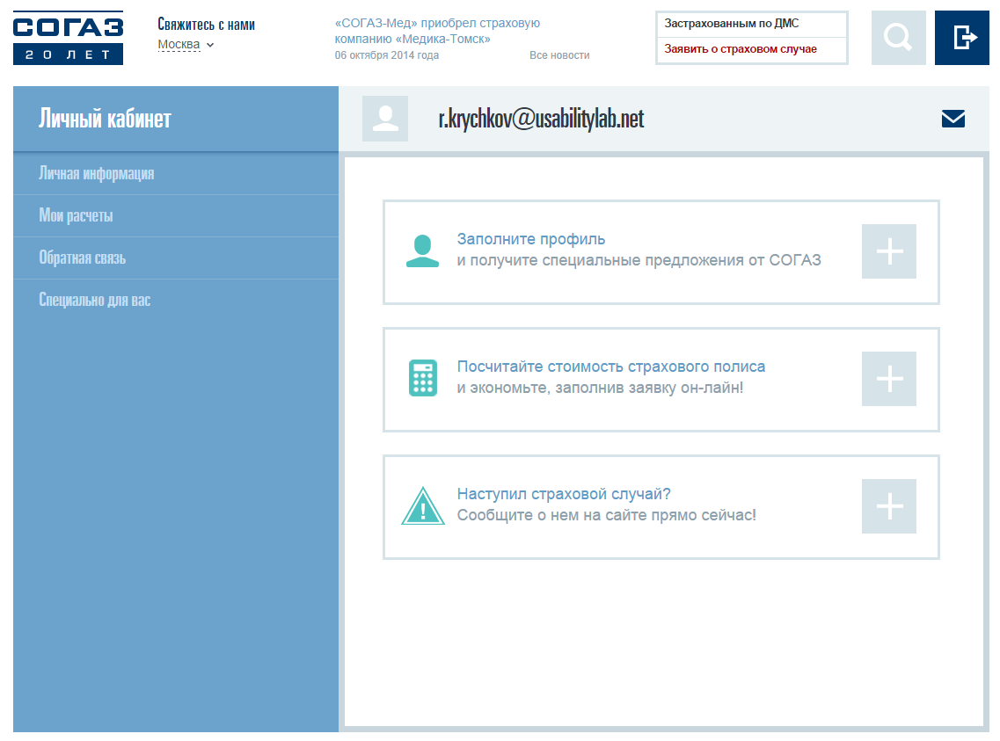 СОГАЗ
20 ЛЕТ
Свяжитесь с нами
Москва
«СОГАЗ-Мед» приобрел страховую
компанию «Медика-Томск»
06 октября 2014 года
Все новости
Застрахованным по ДМС
Заявить о страховом случае
Личный кабинет
Личная информация
Мои расчеты
Обратная связь
Специально для вас
r.krychkov@usabilitylab.net
Заполните профиль
и получите специальные предложения от СОГАЗ
Посчитайте стоимость страхового полиса
и экономьте, заполнив заявку он-лайн!
Наступил страховой случай?
Сообщите о нем на сайте прямо сейчас!